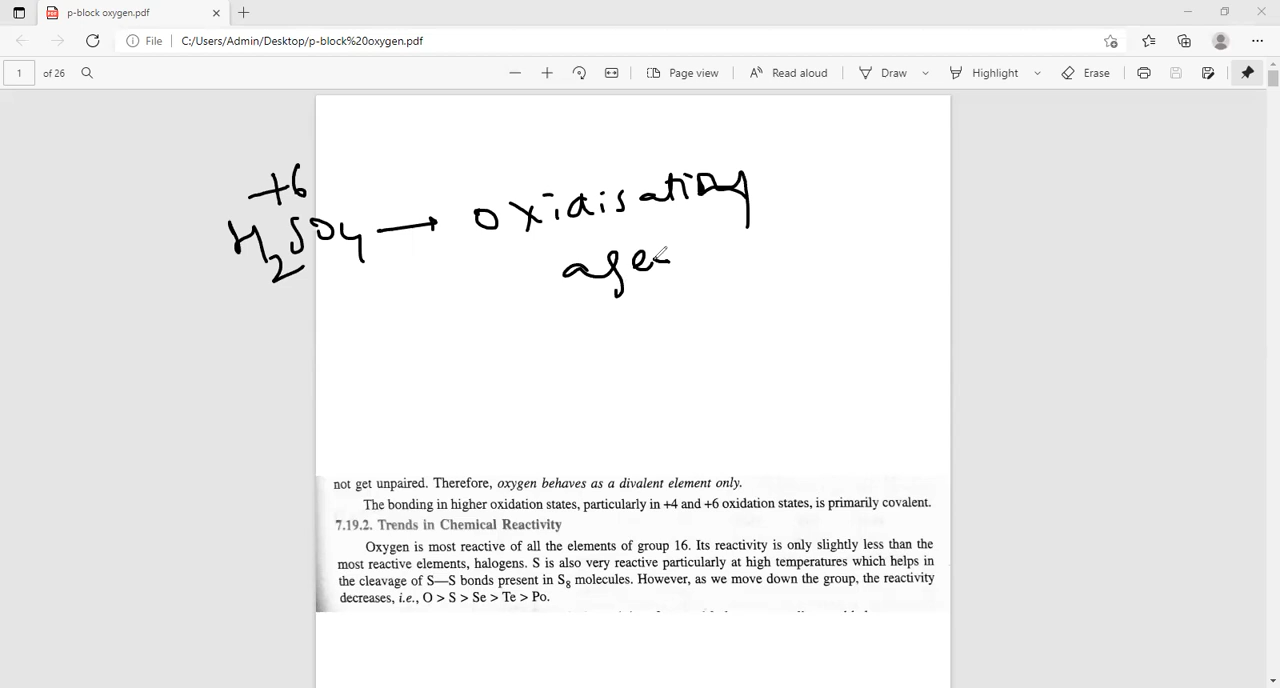 p-block oxygen.pdf
File C:/Users/Admin/Desktop/p-block%20oxygen.pdf
1 of 26 Page view Read aloud Draw Highlight Erase
+6
H2SO4 → oxidisating
age
not get unpaired. Therefore, oxygen behaves as a divalent element only.
The bonding in higher oxidation states, particularly in +4 and +6 oxidation states, is primarily covalent.
7.19.2. Trends in Chemical Reactivity
Oxygen is most reactive of all the elements of group 16. Its reactivity is only slightly less than the
most reactive elements, halogens. S is also very reactive particularly at high temperatures which helps in
the cleavage of S—S bonds present in S8 molecules. However, as we move down the group, the reactivity
decreases, i.e., O > S > Se > Te > Po.